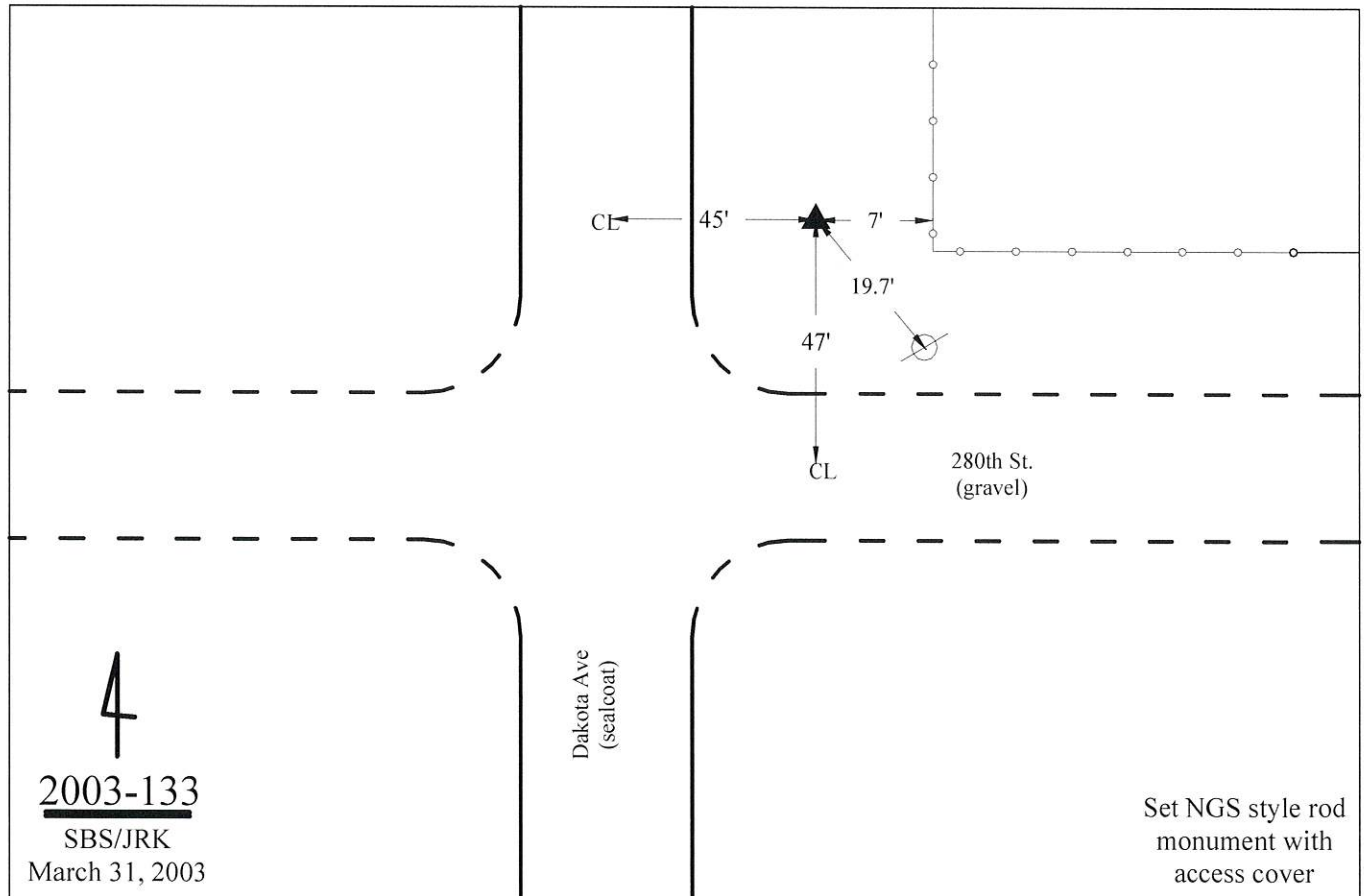 CL
45'
7'
19.7'
47'
CL
280th St.
(gravel)
Dakota Ave
(sealcoat)
2003-133
SBS/JRK
March 31, 2003
Set NGS style rod
monument with
access cover